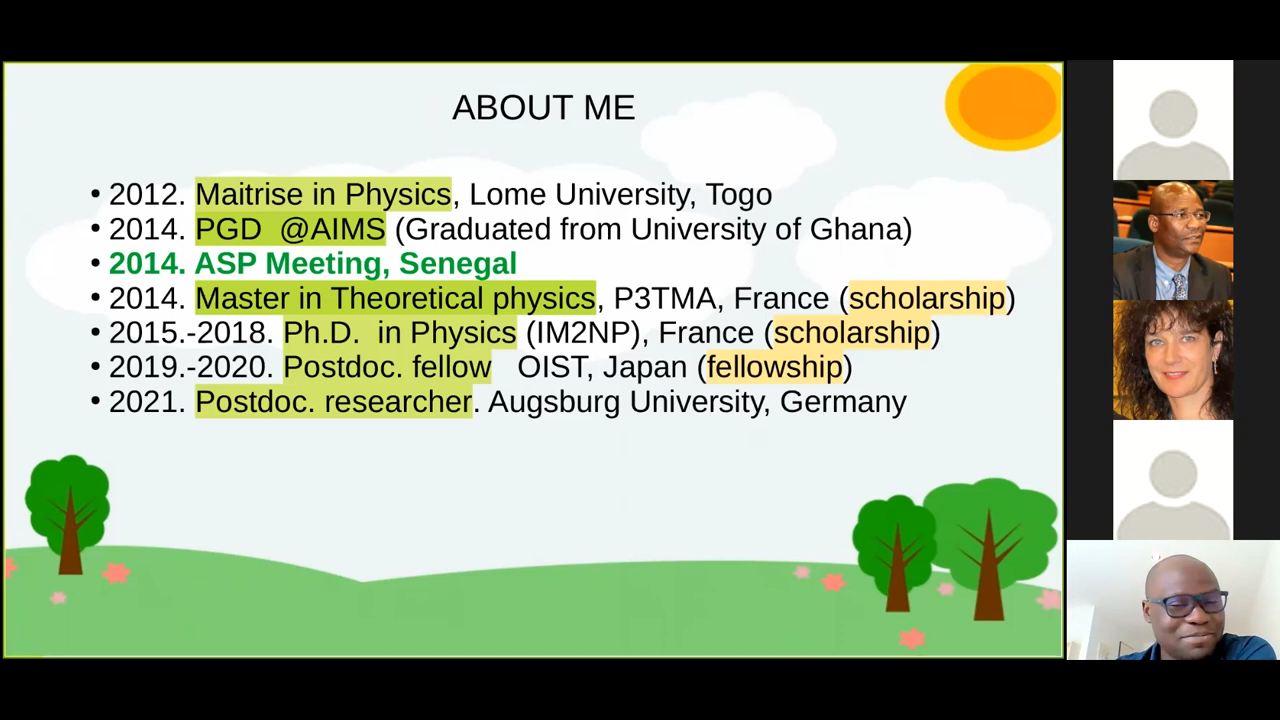 ABOUT ME
• 2012. Maitrise in Physics, Lome University, Togo
• 2014. PGD  @AIMS (Graduated from University of Ghana)
• 2014. ASP Meeting, Senegal
• 2014. Master in Theoretical physics, P3TMA, France (scholarship)
• 2015.-2018. Ph.D.  in Physics (IM2NP), France (scholarship)
• 2019.-2020. Postdoc. fellow   OIST, Japan (fellowship)
• 2021. Postdoc. researcher. Augsburg University, Germany